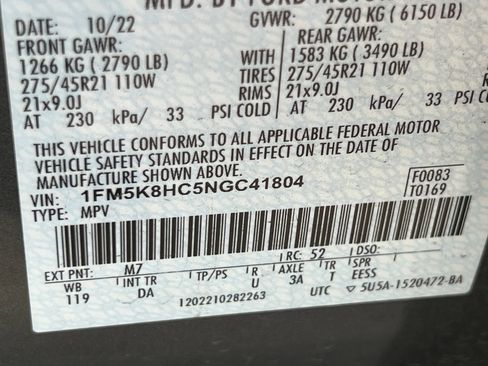 MFD. BY FORD MOTOR
DATE: 10/22 GVWR: 2790 KG ( 6150 LB)
FRONT GAWR: REAR GAWR:
1266 KG ( 2790 LB) WITH 1583 KG ( 3490 LB)
275/45R21 110W TIRES 275/45R21 110W
21x9.0J RIMS 21x9.0J
AT 230 kPa/ 33 PSI COLD AT 230 kPa/ 33 PSI COLD
THIS VEHICLE CONFORMS TO ALL APPLICABLE FEDERAL MOTOR
VEHICLE SAFETY STANDARDS IN EFFECT ON THE DATE OF
MANUFACTURE SHOWN ABOVE.
VIN: 1FM5K8HC5NGC41804 F0083
TYPE: MPV T0169
EXT PNT: M7 RC: 52 DSO:
WB INT TR TP/PS R AXLE TR SPR
119 DA U 3A T EESS
1202210282263 UTC ▽ 5U5A-1520472-BA